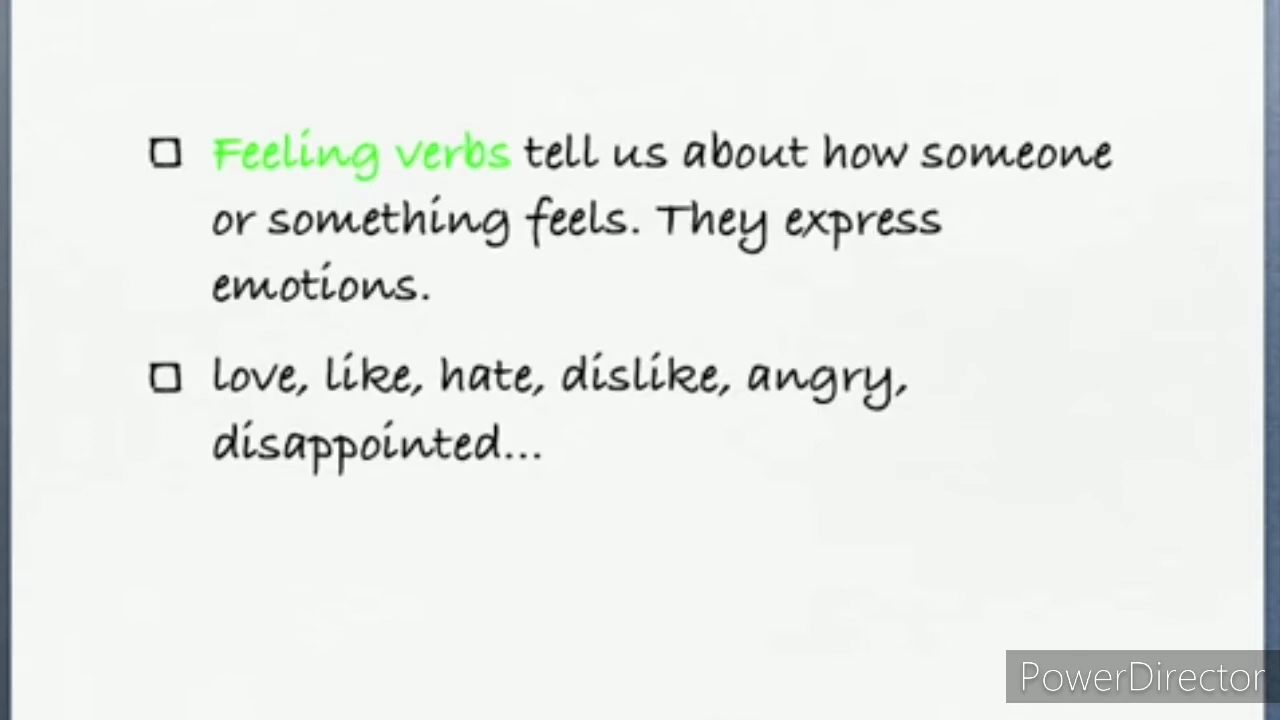 Feeling verbs tell us about how someone
or something feels. They express
emotions.
love, like, hate, dislike, angry,
disappointed...
PowerDirector